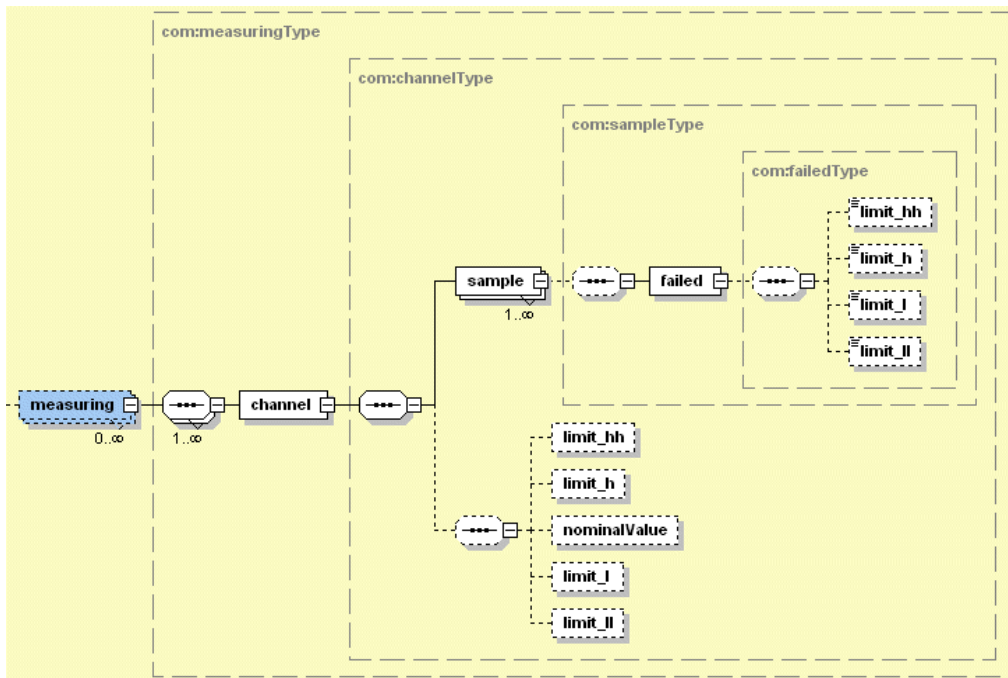 com:measuringType
com:channelType
com:sampleType
com:failedType
limit_hh
limit_h
limit_l
limit_ll
sample
1..∞
failed
measuring
0..∞
1..∞
channel
limit_hh
limit_h
nominalValue
limit_l
limit_ll